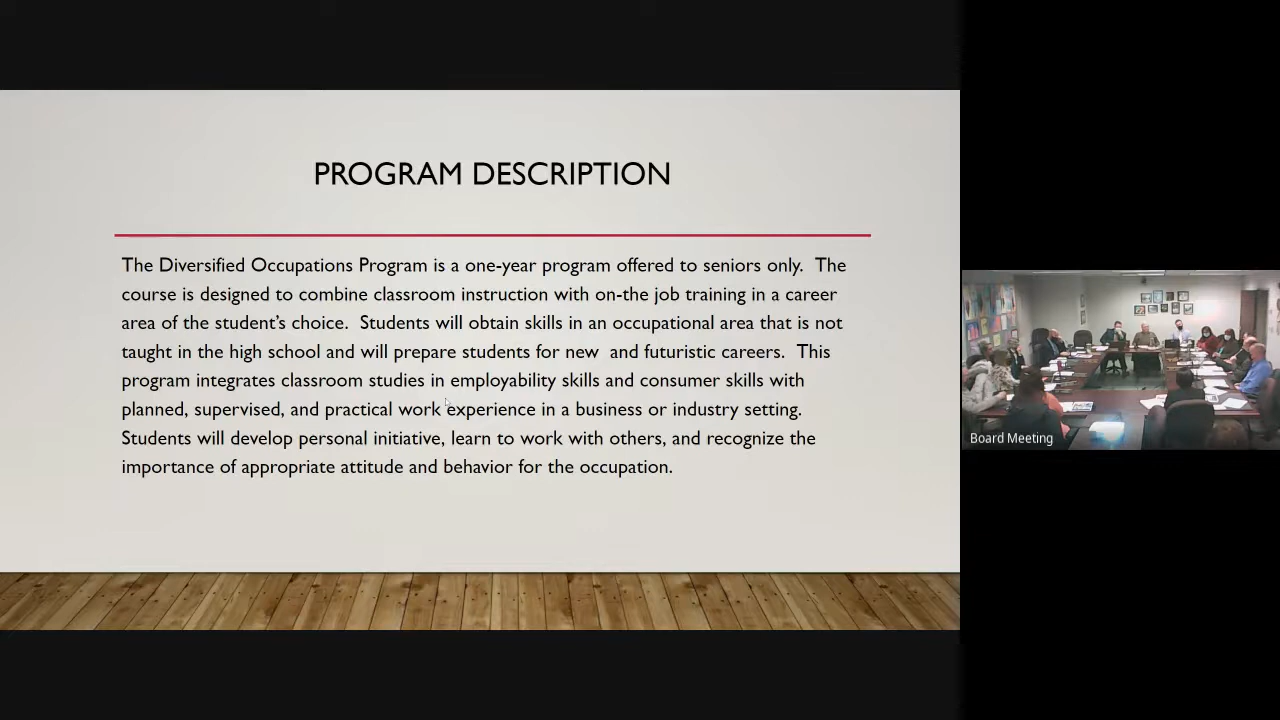 PROGRAM DESCRIPTION
The Diversified Occupations Program is a one-year program offered to seniors only.  The
course is designed to combine classroom instruction with on-the job training in a career
area of the student’s choice.  Students will obtain skills in an occupational area that is not
taught in the high school and will prepare students for new  and futuristic careers.  This
program integrates classroom studies in employability skills and consumer skills with
planned, supervised, and practical work experience in a business or industry setting.
Students will develop personal initiative, learn to work with others, and recognize the
importance of appropriate attitude and behavior for the occupation.
Board Meeting